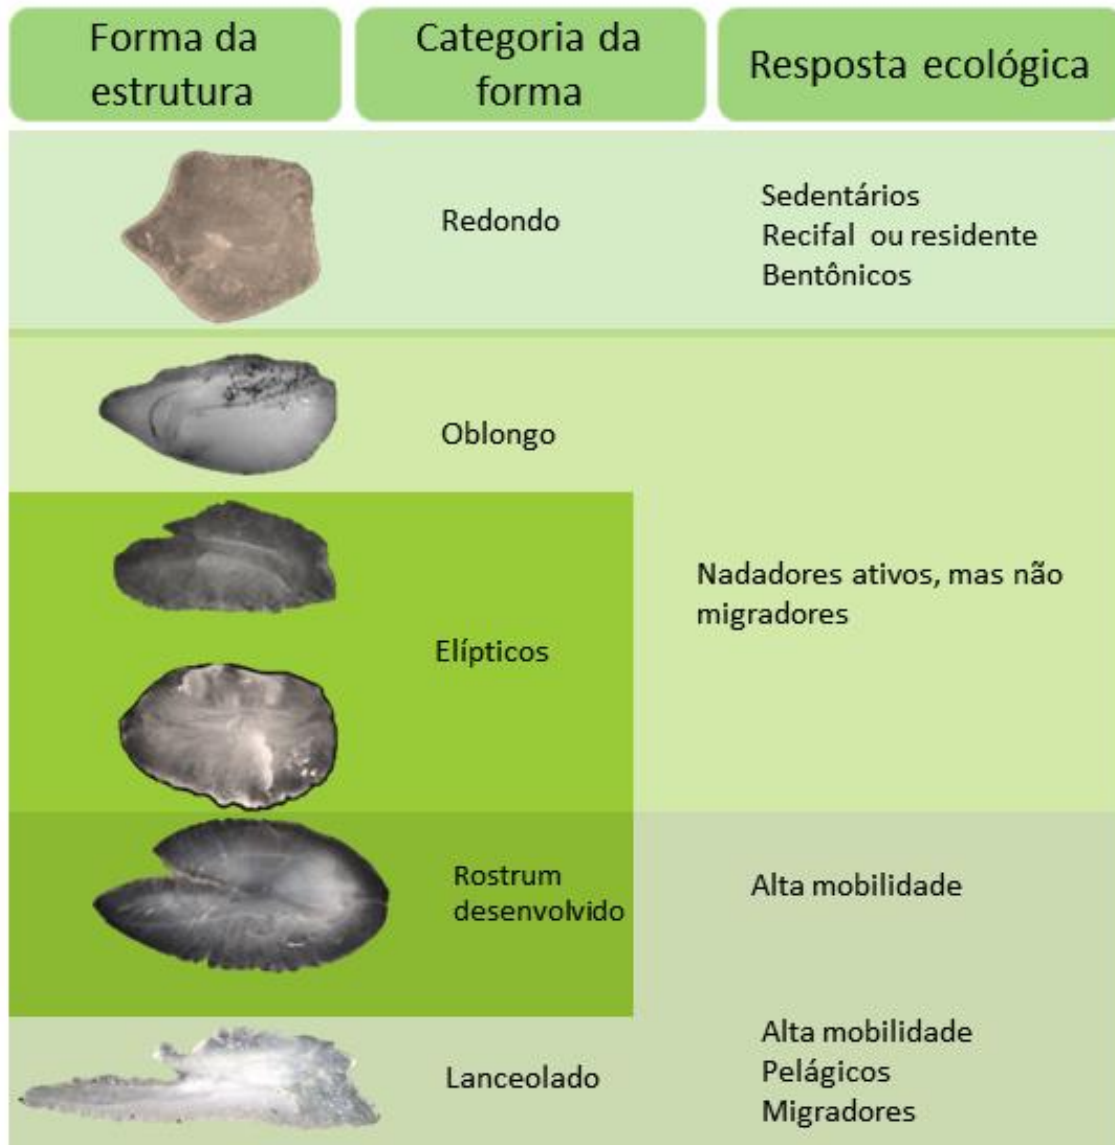 Forma da
estrutura
Categoria da
forma
Resposta ecológica
Redondo
Sedentários
Recifal ou residente
Bentônicos
Oblongo
Nadadores ativos, mas não
migradores
Elípticos
Rostrum
desenvolvido
Alta mobilidade
Lanceolado
Alta mobilidade
Pelágicos
Migradores